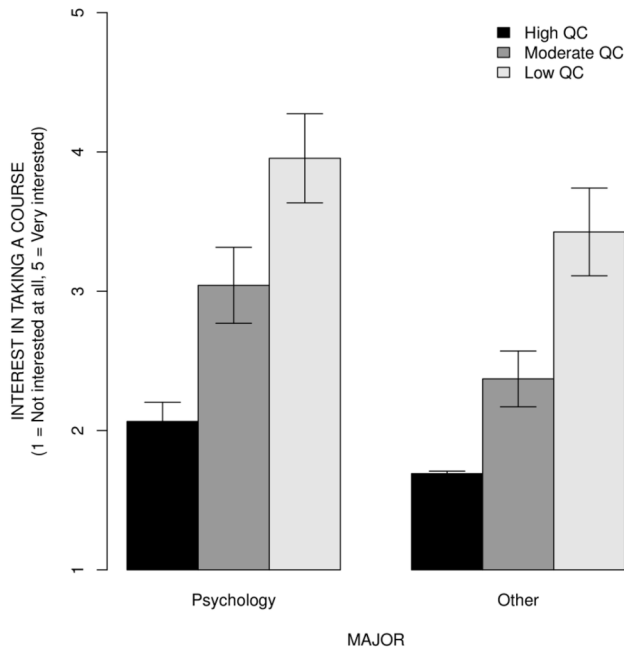 5
4
3
2
1
INTEREST IN TAKING A COURSE
(1 = Not interested at all, 5 = Very interested)
High QC
Moderate QC
Low QC
Psychology
Other
MAJOR